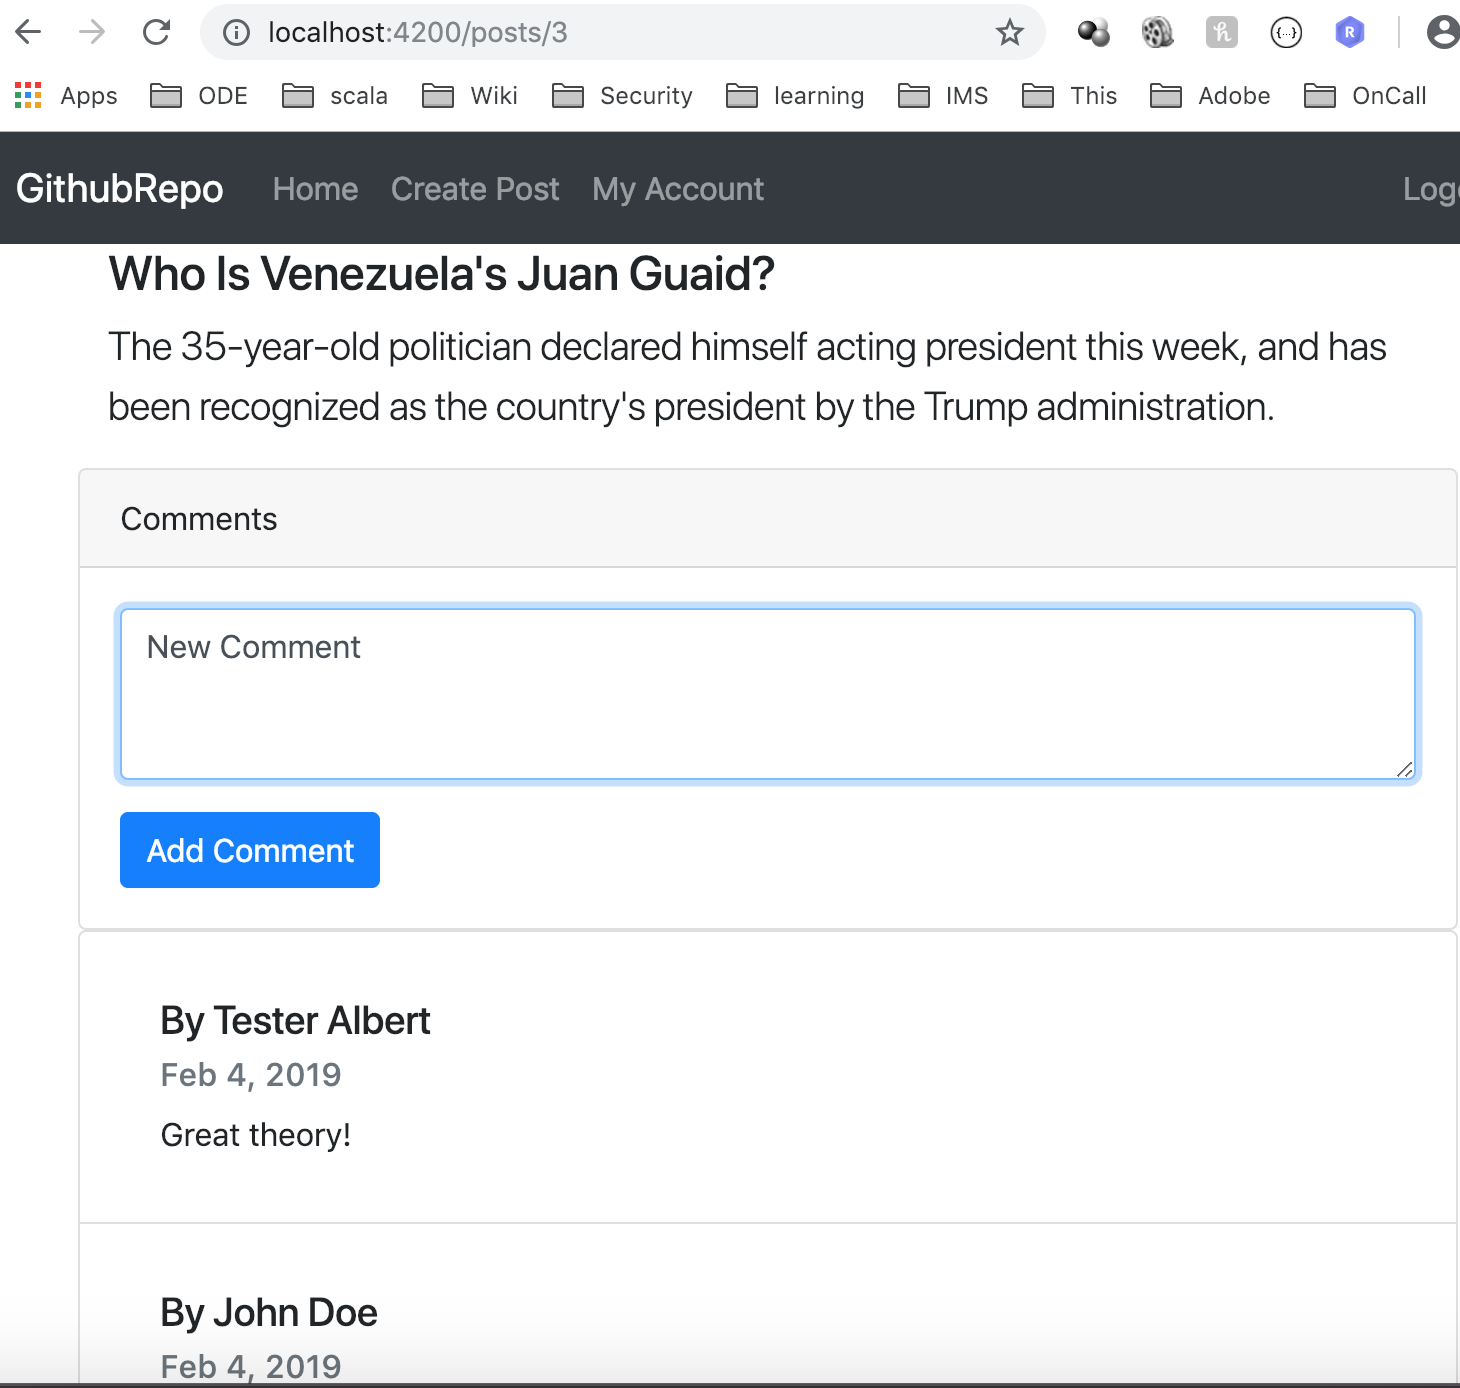 localhost:4200/posts/3
Apps ODE scala Wiki Security learning IMS This Adobe OnCall
GithubRepo Home Create Post My Account
Who Is Venezuela's Juan Guaid?
The 35-year-old politician declared himself acting president this week, and has
been recognized as the country's president by the Trump administration.
Comments
New Comment
Add Comment
By Tester Albert
Feb 4, 2019
Great theory!
By John Doe
Feb 4, 2019